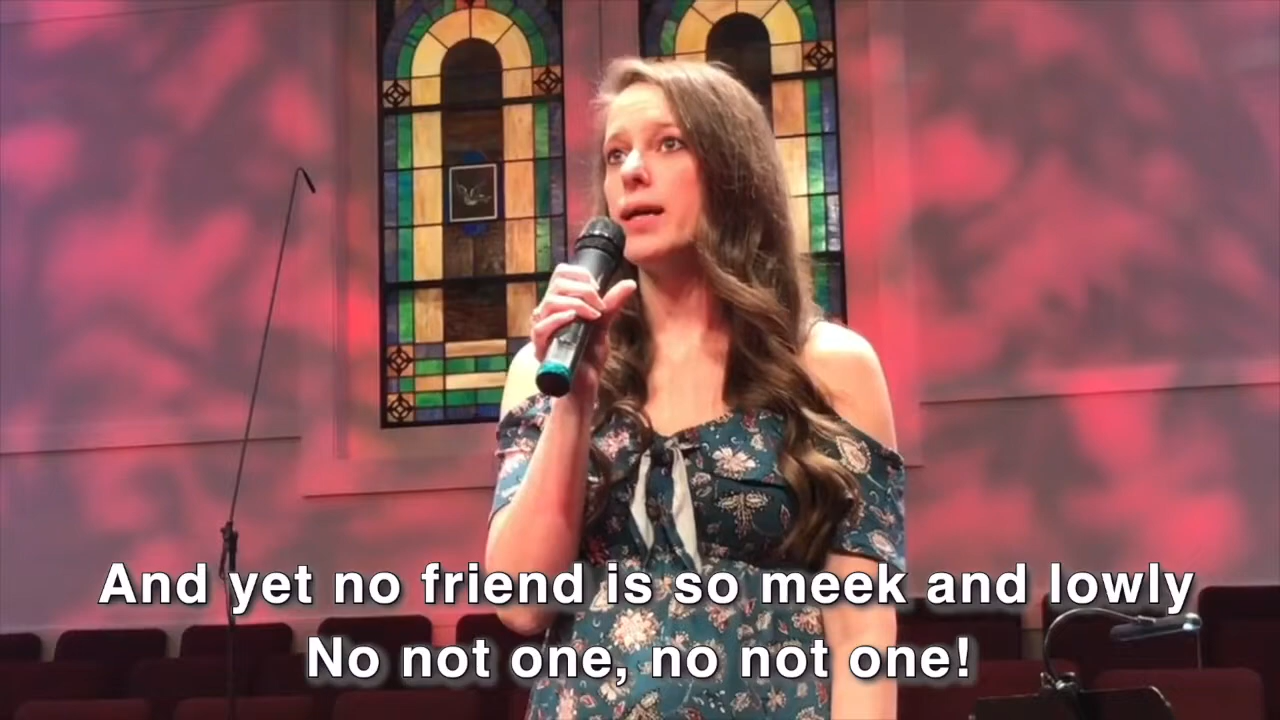 And yet no friend is so meek and lowly
No not one, no not one!